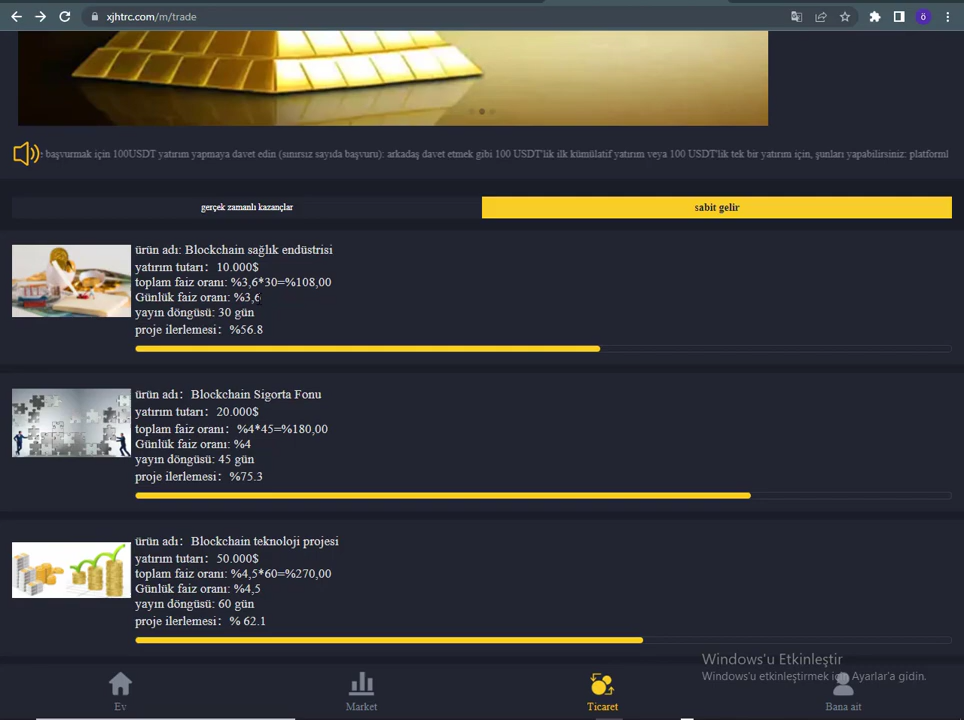 xjhtrc.com/m/trade
ö
başvurmak için 100USDT yatırım yapmaya davet edin (sınırsız sayıda başvuru): arkadaş davet etmek gibi 100 USDT'lik ilk kümülatif yatırım veya 100 USDT'lik tek bir yatırım için, şunları yapabilirsiniz:
gerçek zamanlı kazançlar
sabit gelir
ürün adı: Blockchain sağlık endüstrisi
yatırım tutarı：10.000$
toplam faiz oranı: %3,6*30=%108,00
Günlük faiz oranı: %3,6
yayın döngüsü: 30 gün
proje ilerlemesi：%56.8
ürün adı：Blockchain Sigorta Fonu
yatırım tutarı：20.000$
toplam faiz oranı：%4*45=%180,00
Günlük faiz oranı: %4
yayın döngüsü: 45 gün
proje ilerlemesi：%75.3
ürün adı：Blockchain teknoloji projesi
yatırım tutarı：50.000$
toplam faiz oranı: %4,5*60=%270,00
Günlük faiz oranı: %4,5
yayın döngüsü: 60 gün
proje ilerlemesi：% 62.1
Windows'u Etkinleştir
Windows'u etkinleştirmek için Ayarlar'a gidin.
Ev
Market
Ticaret
Bana ait